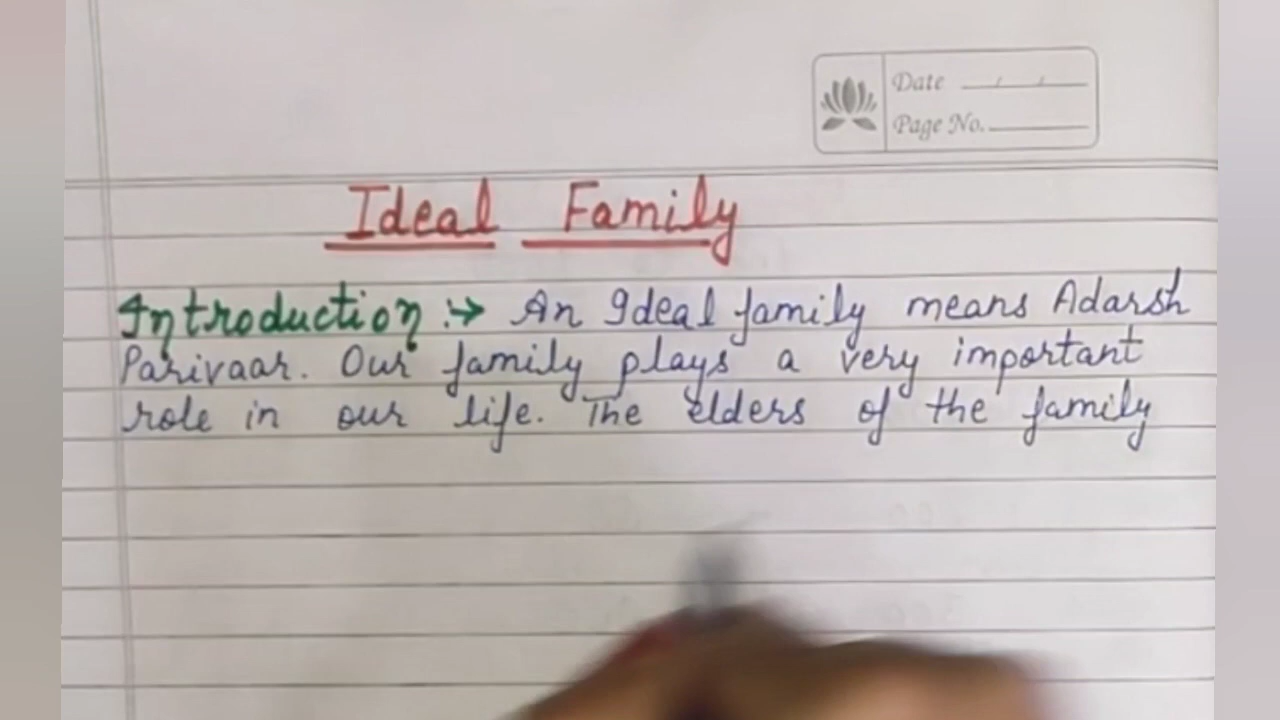 Date
Page No.
Ideal Family
Introduction :→ An Ideal family means Adarsh
Parivaar. Our family plays a very important
role in our life. The elders of the family